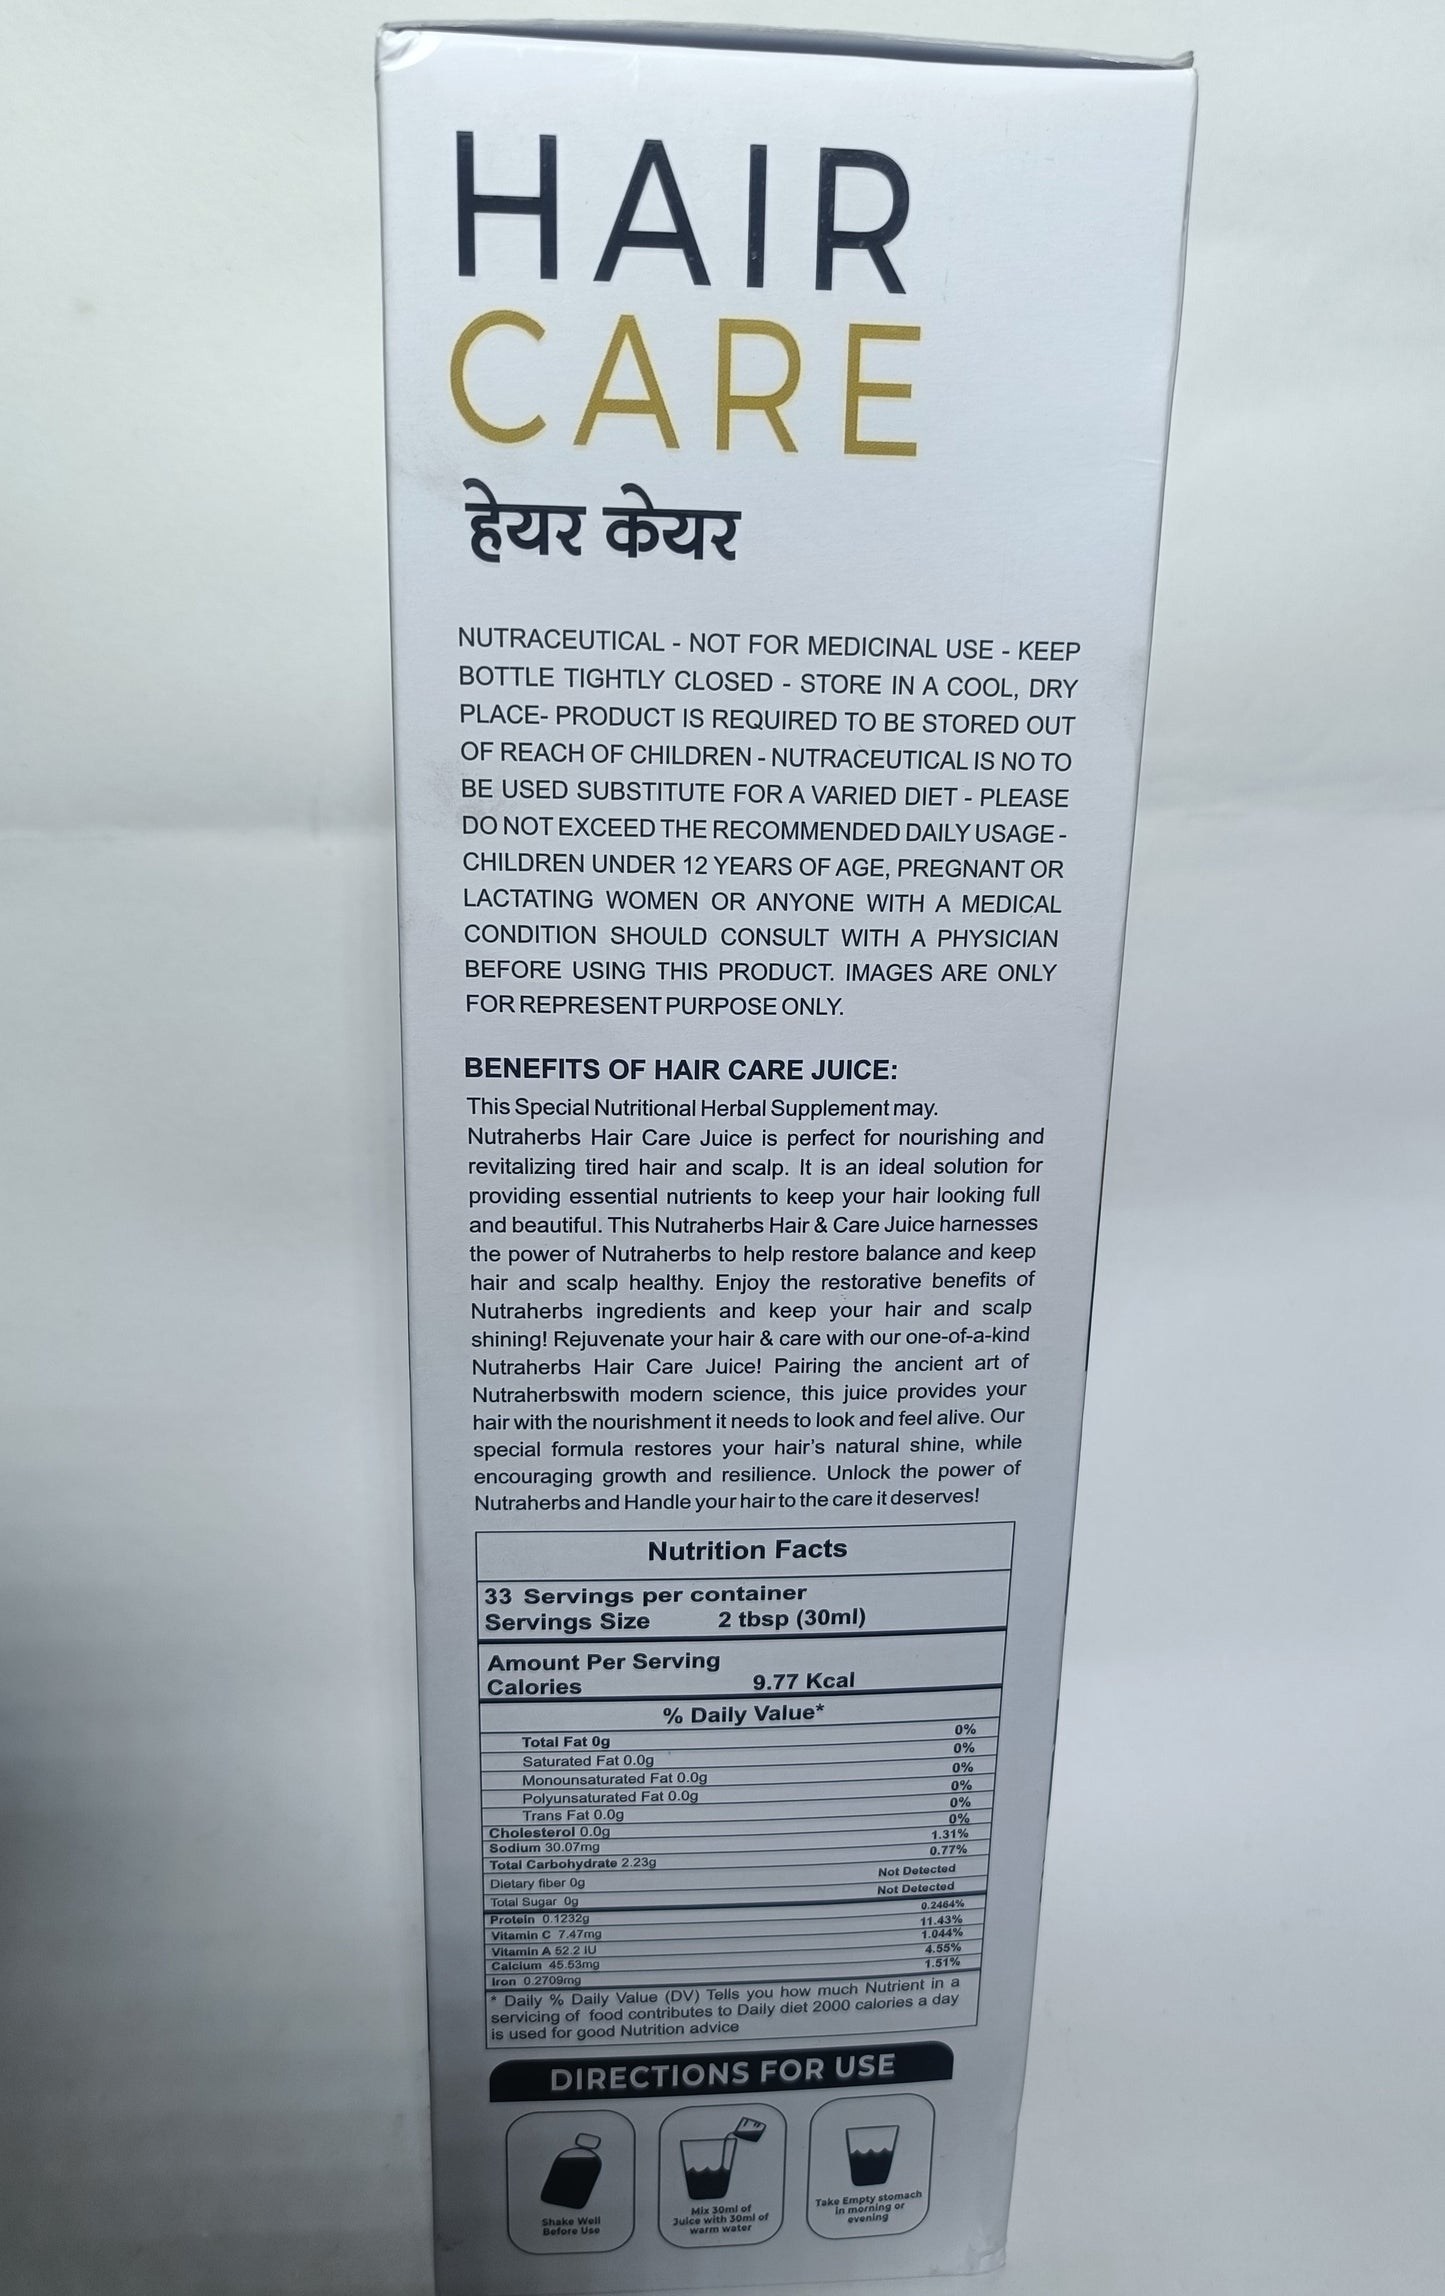 HAIR
CARE
हेयर केयर
NUTRACEUTICAL - NOT FOR MEDICINAL USE - KEEP
BOTTLE TIGHTLY CLOSED - STORE IN A COOL, DRY
PLACE- PRODUCT IS REQUIRED TO BE STORED OUT
OF REACH OF CHILDREN - NUTRACEUTICAL IS NO TO
BE USED SUBSTITUTE FOR A VARIED DIET - PLEASE
DO NOT EXCEED THE RECOMMENDED DAILY USAGE -
CHILDREN UNDER 12 YEARS OF AGE, PREGNANT OR
LACTATING WOMEN OR ANYONE WITH A MEDICAL
CONDITION SHOULD CONSULT WITH A PHYSICIAN
BEFORE USING THIS PRODUCT. IMAGES ARE ONLY
FOR REPRESENT PURPOSE ONLY.
BENEFITS OF HAIR CARE JUICE:
This Special Nutritional Herbal Supplement may.
Nutraherbs Hair Care Juice is perfect for nourishing and
revitalizing tired hair and scalp. It is an ideal solution for
providing essential nutrients to keep your hair looking full
and beautiful. This Nutraherbs Hair & Care Juice harnesses
the power of Nutraherbs to help restore balance and keep
hair and scalp healthy. Enjoy the restorative benefits of
Nutraherbs ingredients and keep your hair and scalp
shining! Rejuvenate your hair & care with our one-of-a-kind
Nutraherbs Hair Care Juice! Pairing the ancient art of
Nutraherbswith modern science, this juice provides your
hair with the nourishment it needs to look and feel alive. Our
special formula restores your hair's natural shine, while
encouraging growth and resilience. Unlock the power of
Nutraherbs and Handle your hair to the care it deserves!
Nutrition Facts
33 Servings per container
Servings Size 2 tbsp (30ml)
Amount Per Serving
Calories 9.77 Kcal
% Daily Value*
Total Fat 0g 0%
Saturated Fat 0.0g 0%
Monounsaturated Fat 0.0g 0%
Polyunsaturated Fat 0.0g 0%
Trans Fat 0.0g 0%
Cholesterol 0.0g 0%
Sodium 30.07mg 1.31%
Total Carbohydrate 2.23g 0.77%
Dietary fiber 0g Not Detected
Total Sugar 0g Not Detected
Protein 0.1232g 0.2464%
Vitamin C 7.47mg 11.43%
Vitamin A 52.2 IU 1.044%
Calcium 45.53mg 4.55%
Iron 0.2709mg 1.51%
* Daily % Daily Value (DV) Tells you how much Nutrient in a
servicing of food contributes to Daily diet 2000 calories a day
is used for good Nutrition advice
DIRECTIONS FOR USE
Shake Well
Before Use
Mix 30ml of
Juice with 30ml of
warm water
Take Empty stomach
in morning or
evening